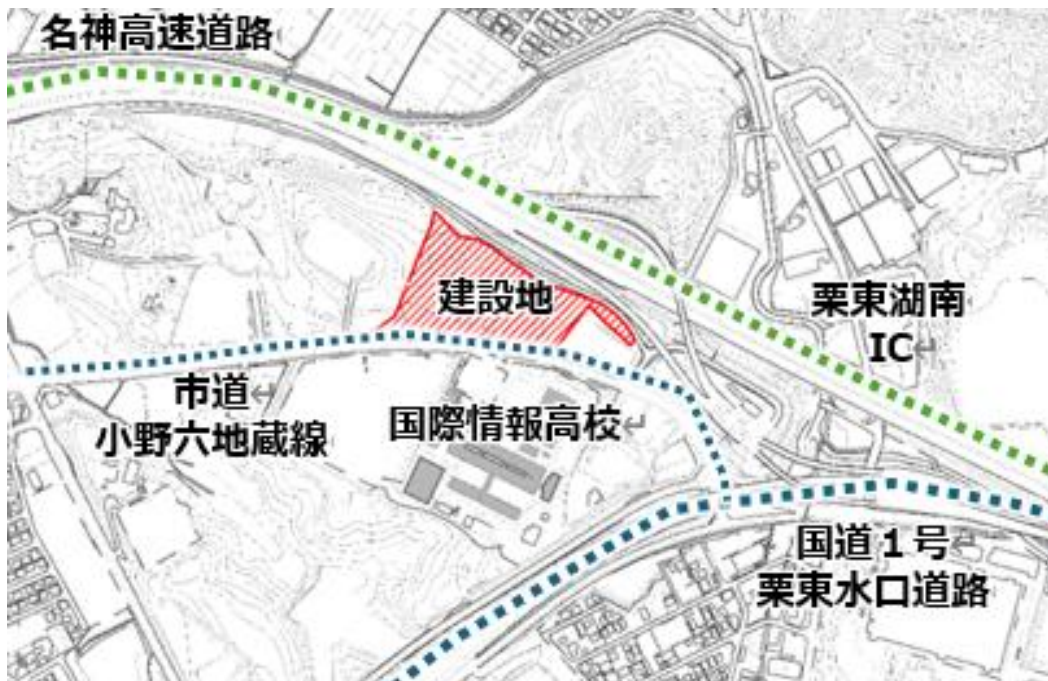 名神高速道路
建設地
栗東湖南
IC
市道
小野六地蔵線
国際情報高校
国道１号
栗東水口道路